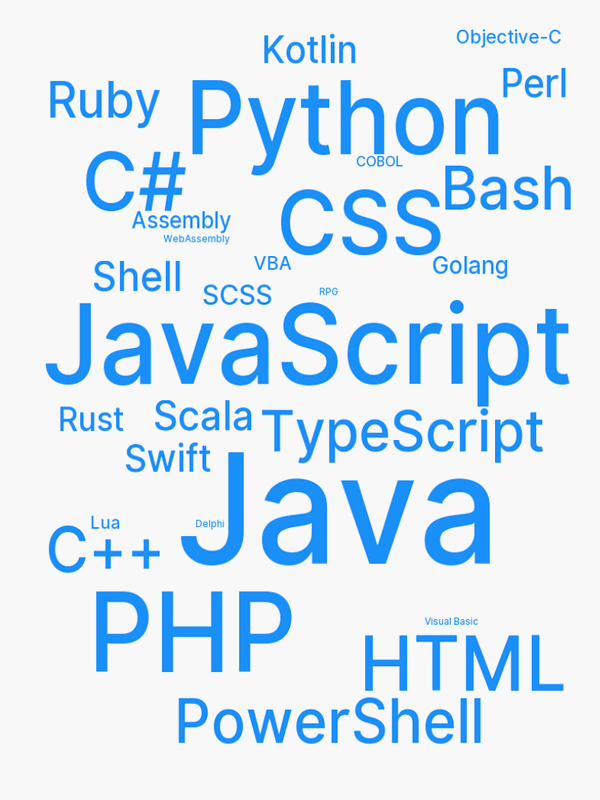 Objective-C
Kotlin
Perl
Ruby
Python
COBOL
C#
Bash
CSS
Assembly
WebAssembly
VBA
Golang
Shell
SCSS
RPG
JavaScript
Rust
Scala
TypeScript
Swift
Java
Lua
Delphi
C++
PHP
Visual Basic
HTML
PowerShell